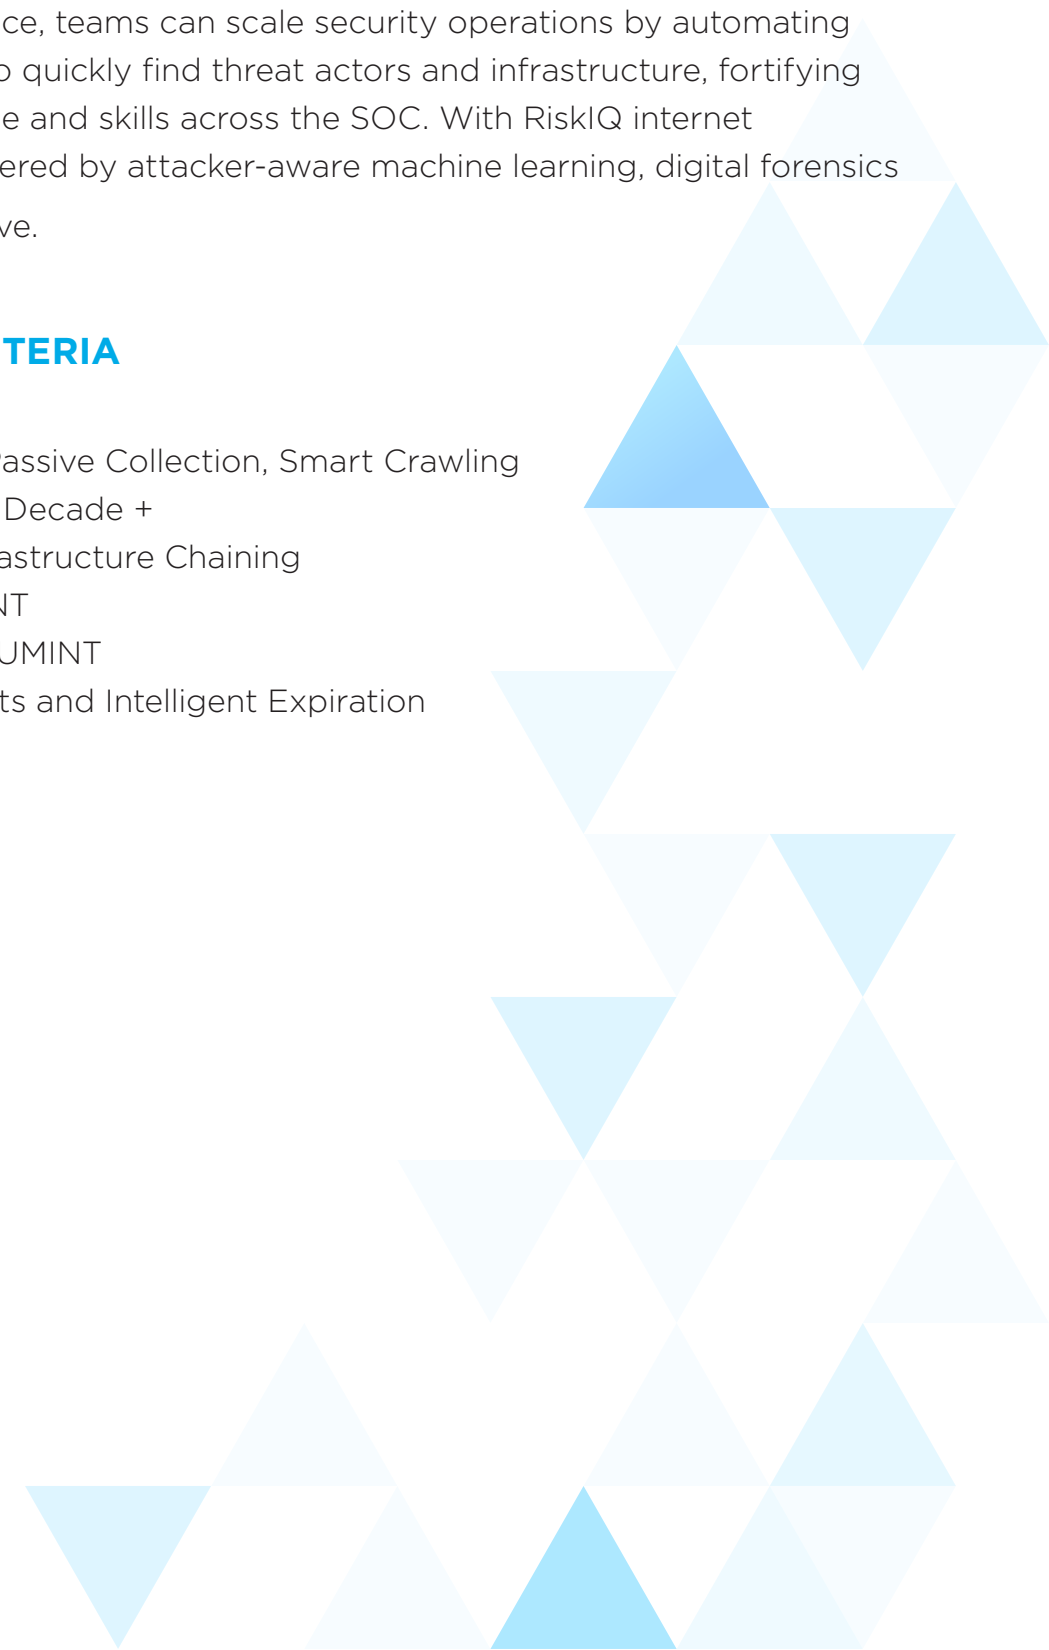 ce, teams can scale security operations by automating
o quickly find threat actors and infrastructure, fortifying
e and skills across the SOC. With RiskIQ internet
ered by attacker-aware machine learning, digital forensics
ve.
TERIA
Passive Collection, Smart Crawling
Decade +
rastructure Chaining
NT
UMINT
ts and Intelligent Expiration